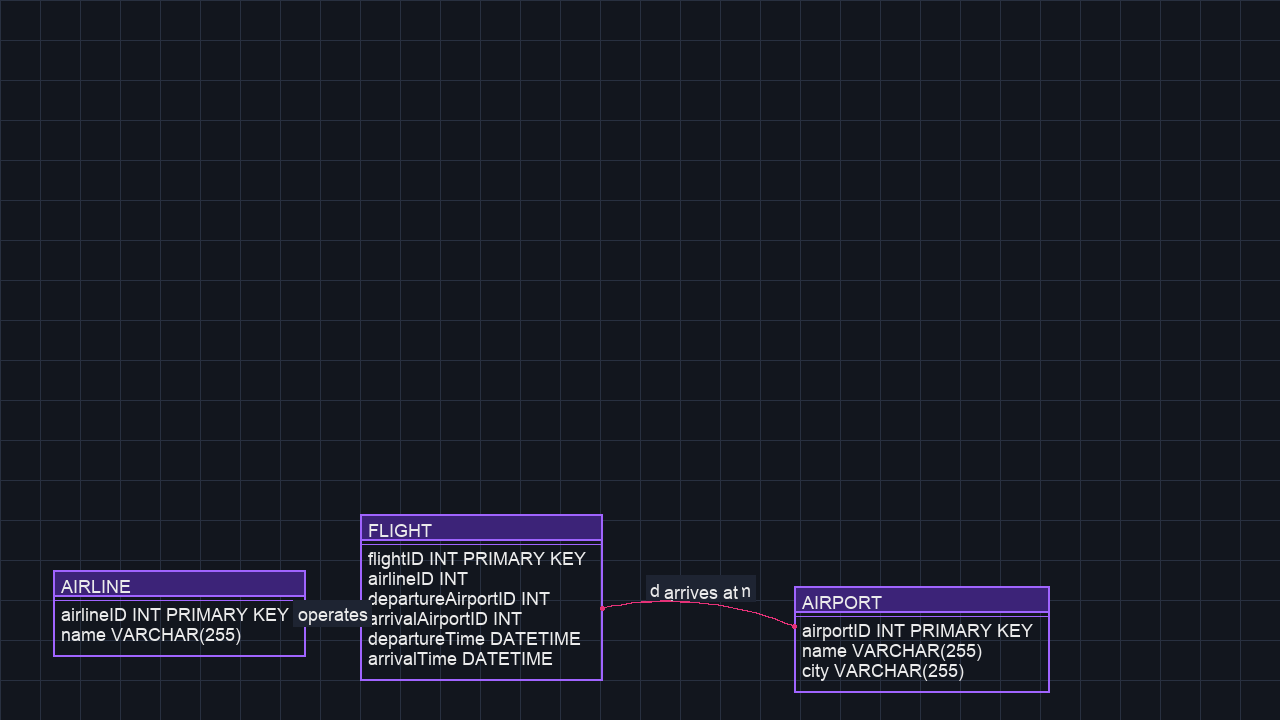 AIRLINE
airlineID INT PRIMARY KEY
name VARCHAR(255)
operates
FLIGHT
flightID INT PRIMARY KEY
airlineID INT
departureAirportID INT
arrivalAirportID INT
departureTime DATETIME
arrivalTime DATETIME
arrives at
AIRPORT
airportID INT PRIMARY KEY
name VARCHAR(255)
city VARCHAR(255)